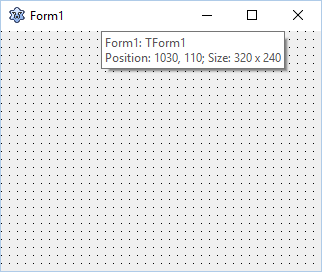 Form1
Form1: TForm1
Position: 1030, 110; Size: 320 x 240